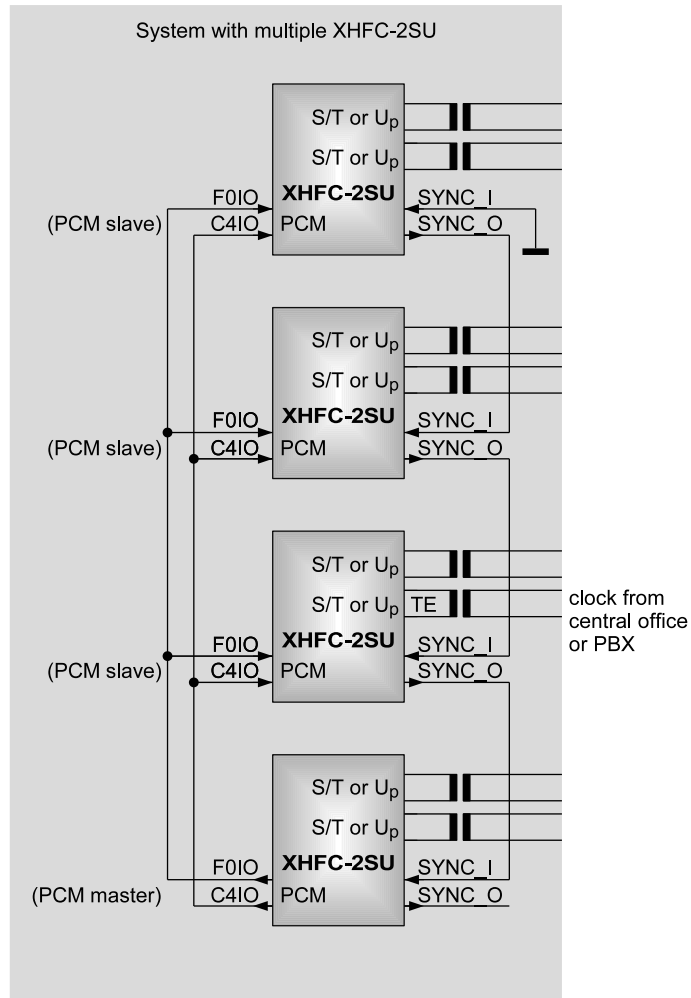 System with multiple XHFC-2SU
S/T or Up
S/T or Up
XHFC-2SU
F0IO
SYNC_I
(PCM slave)
C4IO
PCM
SYNC_O
S/T or Up
S/T or Up
XHFC-2SU
F0IO
SYNC_I
(PCM slave)
C4IO
PCM
SYNC_O
S/T or Up
S/T or Up
TE
clock from
central office
or PBX
XHFC-2SU
F0IO
SYNC_I
(PCM slave)
C4IO
PCM
SYNC_O
S/T or Up
S/T or Up
XHFC-2SU
F0IO
SYNC_I
(PCM master)
C4IO
PCM
SYNC_O